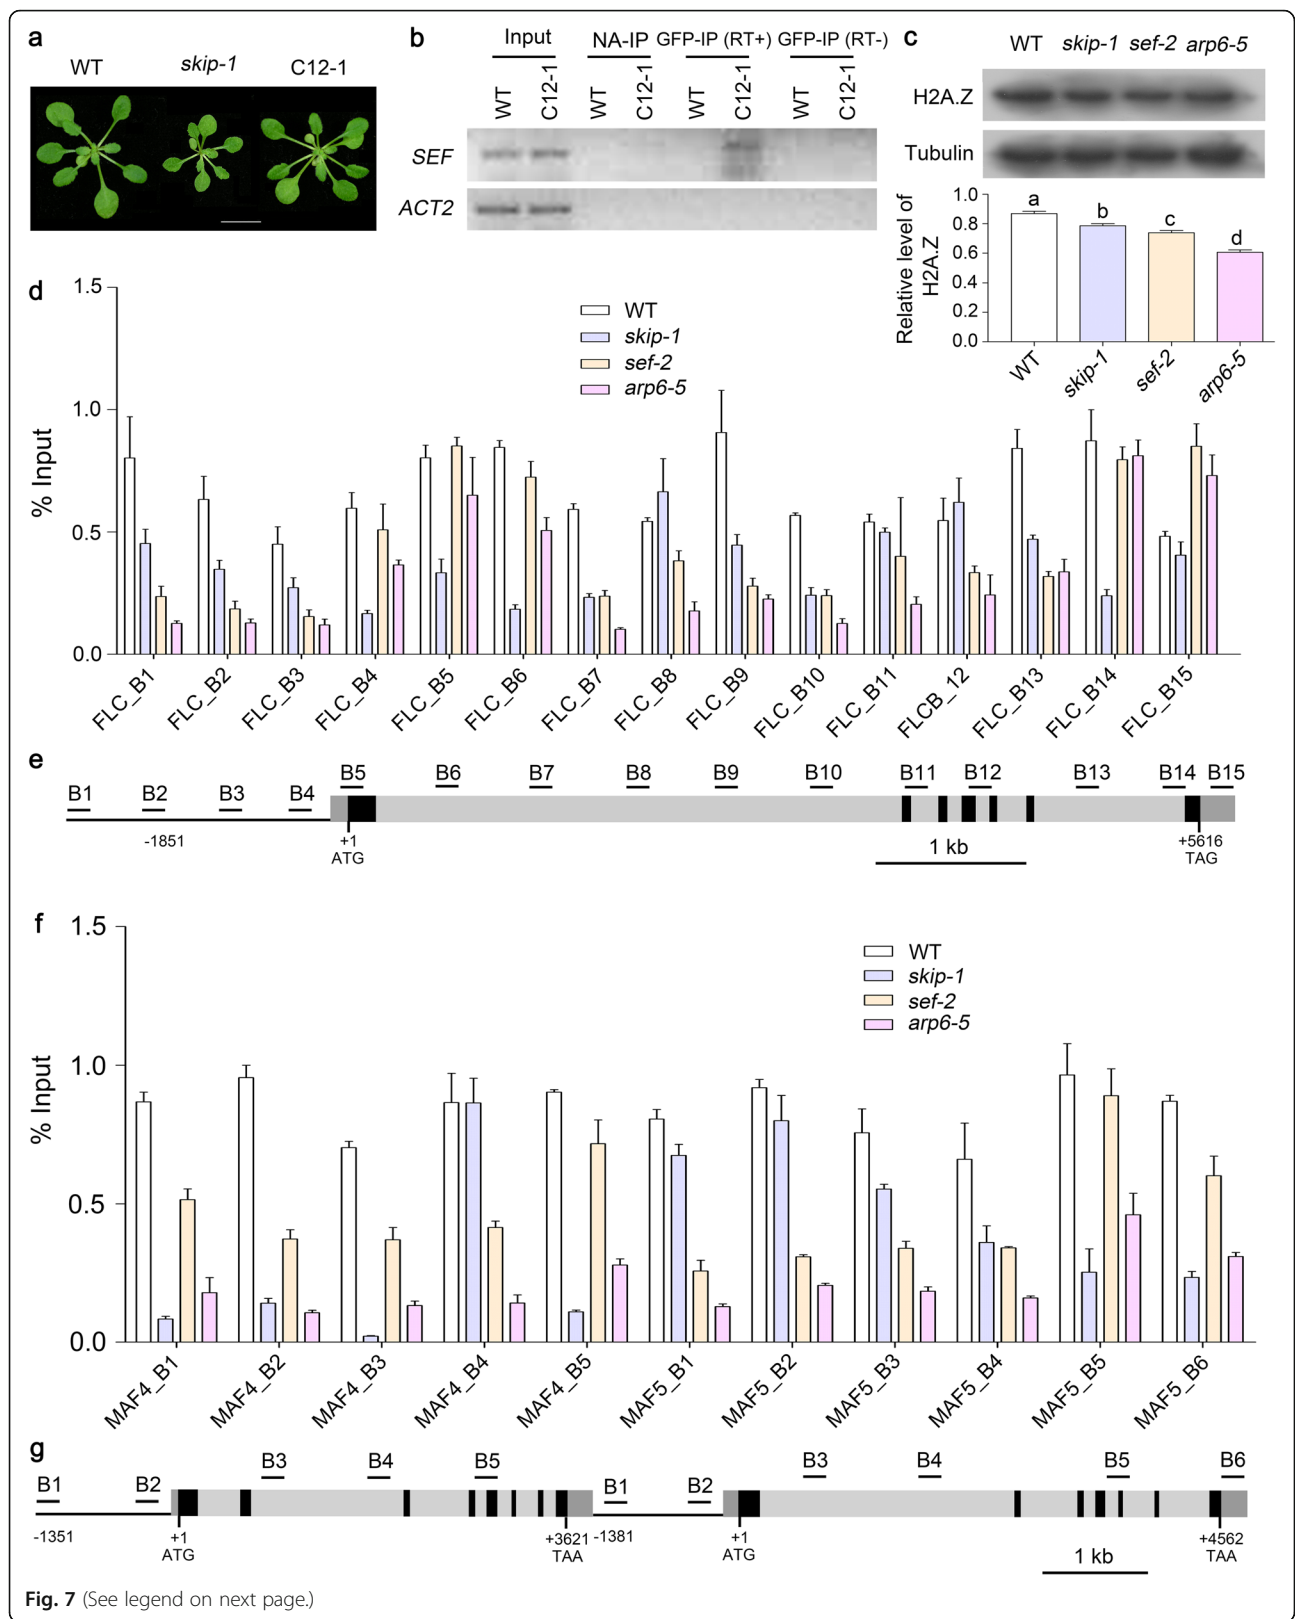 a
WT skip-1 C12-1
b
Input NA-IP GFP-IP (RT+) GFP-IP (RT-)
WT C12-1 WT C12-1 WT C12-1 WT C12-1
SEF
ACT2
c
WT skip-1 sef-2 arp6-5
H2A.Z
Tubulin
Relative level of H2A.Z
1.0
0.8
0.6
0.4
0.2
0.0
a b c d
WT skip-1 sef-2 arp6-5
d
% Input
1.5
1.0
0.5
0.0
WT
skip-1
sef-2
arp6-5
FLC_B1 FLC_B2 FLC_B3 FLC_B4 FLC_B5 FLC_B6 FLC_B7 FLC_B8 FLC_B9 FLC_B10 FLC_B11 FLCB_12 FLC_B13 FLC_B14 FLC_B15
e
B1 B2 B3 B4 B5 B6 B7 B8 B9 B10 B11 B12 B13 B14 B15
-1851 +1 +5616
ATG TAG
1 kb
f
% Input
1.5
1.0
0.5
0.0
WT
skip-1
sef-2
arp6-5
MAF4_B1 MAF4_B2 MAF4_B3 MAF4_B4 MAF4_B5 MAF5_B1 MAF5_B2 MAF5_B3 MAF5_B4 MAF5_B5 MAF5_B6
g
B1 B2 B3 B4 B5 B1 B2 B3 B4 B5 B6
-1351 +1 +3621 -1381 +1 +4562
ATG TAA ATG TAA
1 kb
Fig. 7 (See legend on next page.)